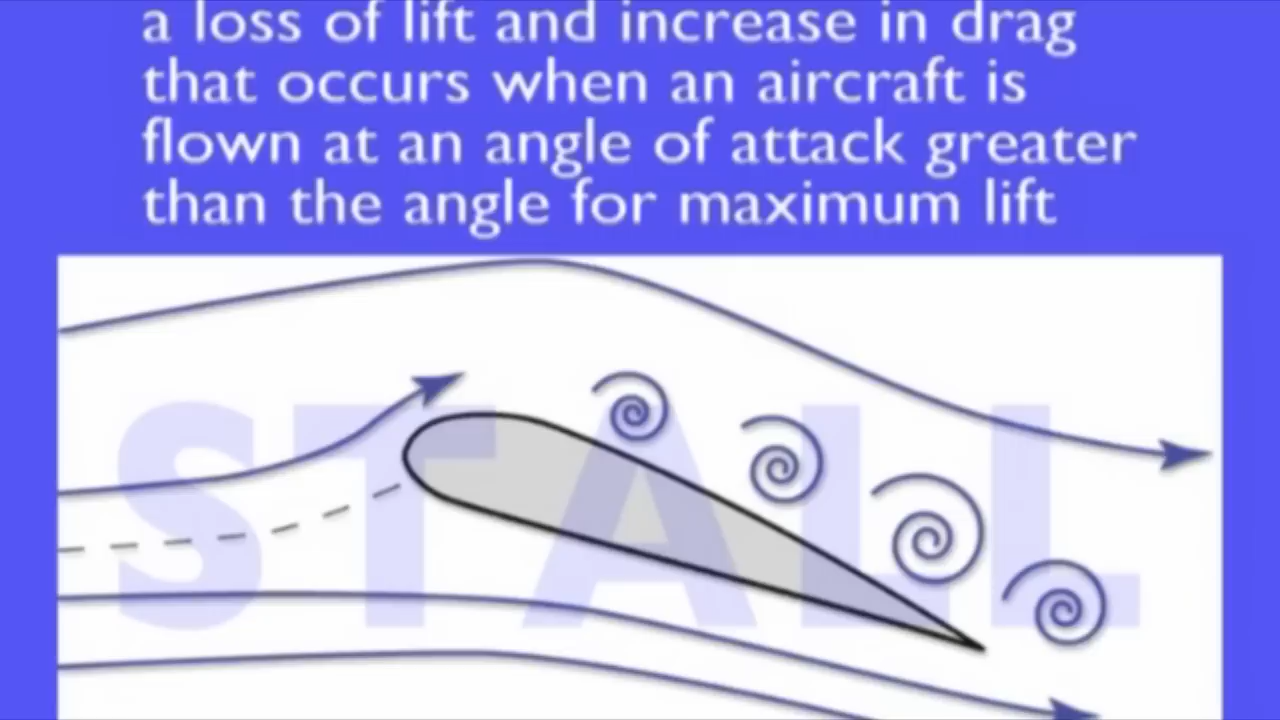 a loss of lift and increase in drag
that occurs when an aircraft is
flown at an angle of attack greater
than the angle for maximum lift
STALL